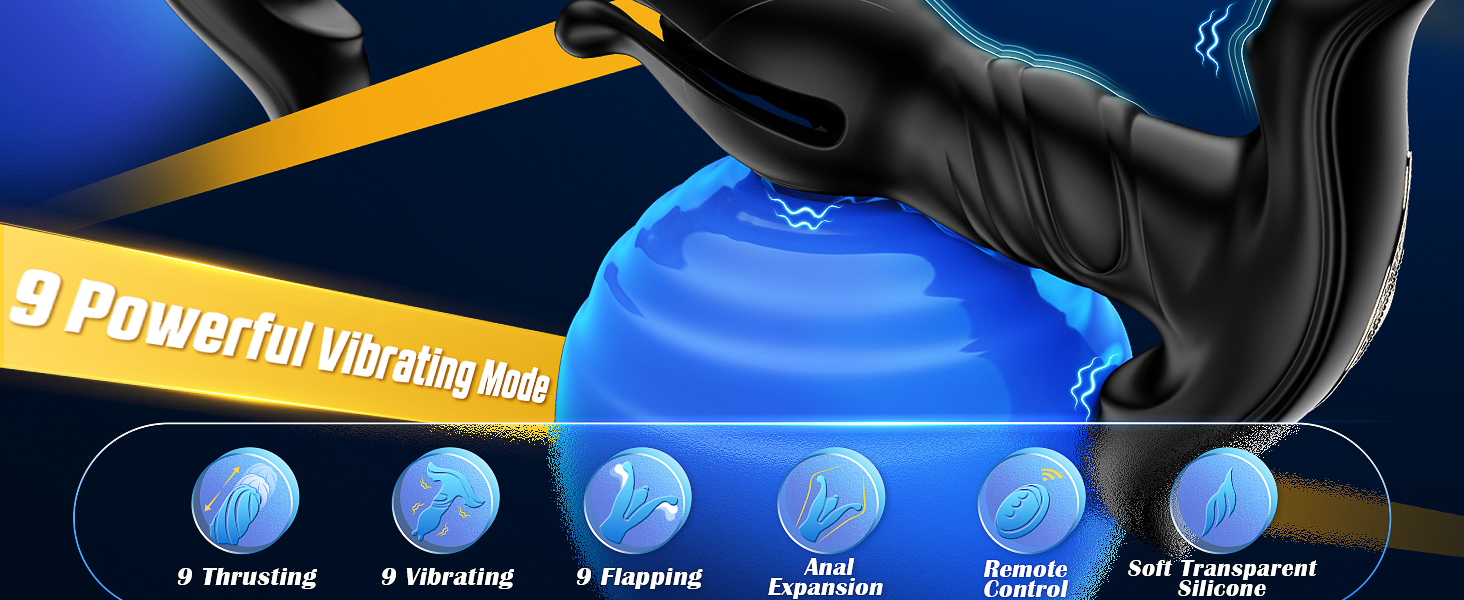 9 Powerful Vibrating Mode
9 Thrusting
9 Vibrating
9 Flapping
Anal
Expansion
Remote
Control
Soft Transparent
Silicone